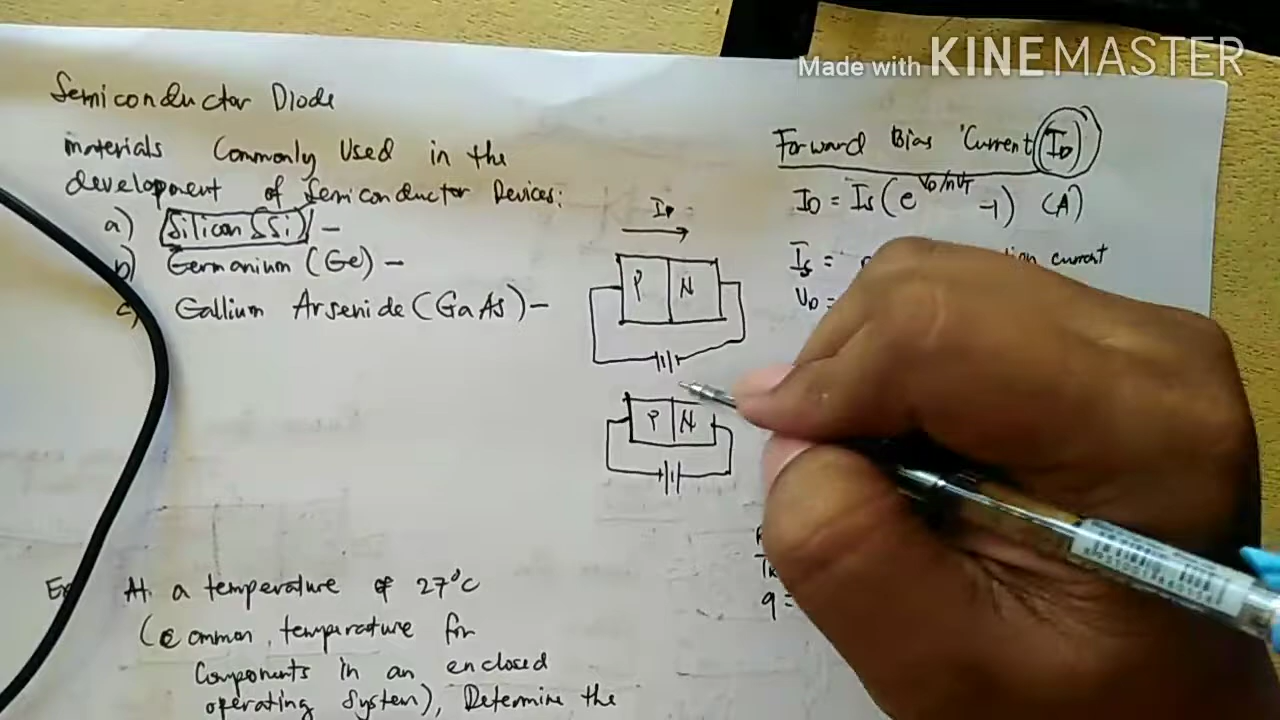 Made with KINEMASTER
Semiconductor Diode
materials Commonly Used in the
development of Semiconductor Devices:
a) Silicon (Si) -
b) Germanium (Ge) -
c) Gallium Arsenide (GaAs) -
ID
P N
P N
Forward Bias Current (ID)
ID = Is (e^VD/nVT -1) (A)
Is = current
VD =
q =
Ex. At a temperature of 27°C
(common temperature for
Components in an enclosed
operating System), Determine the